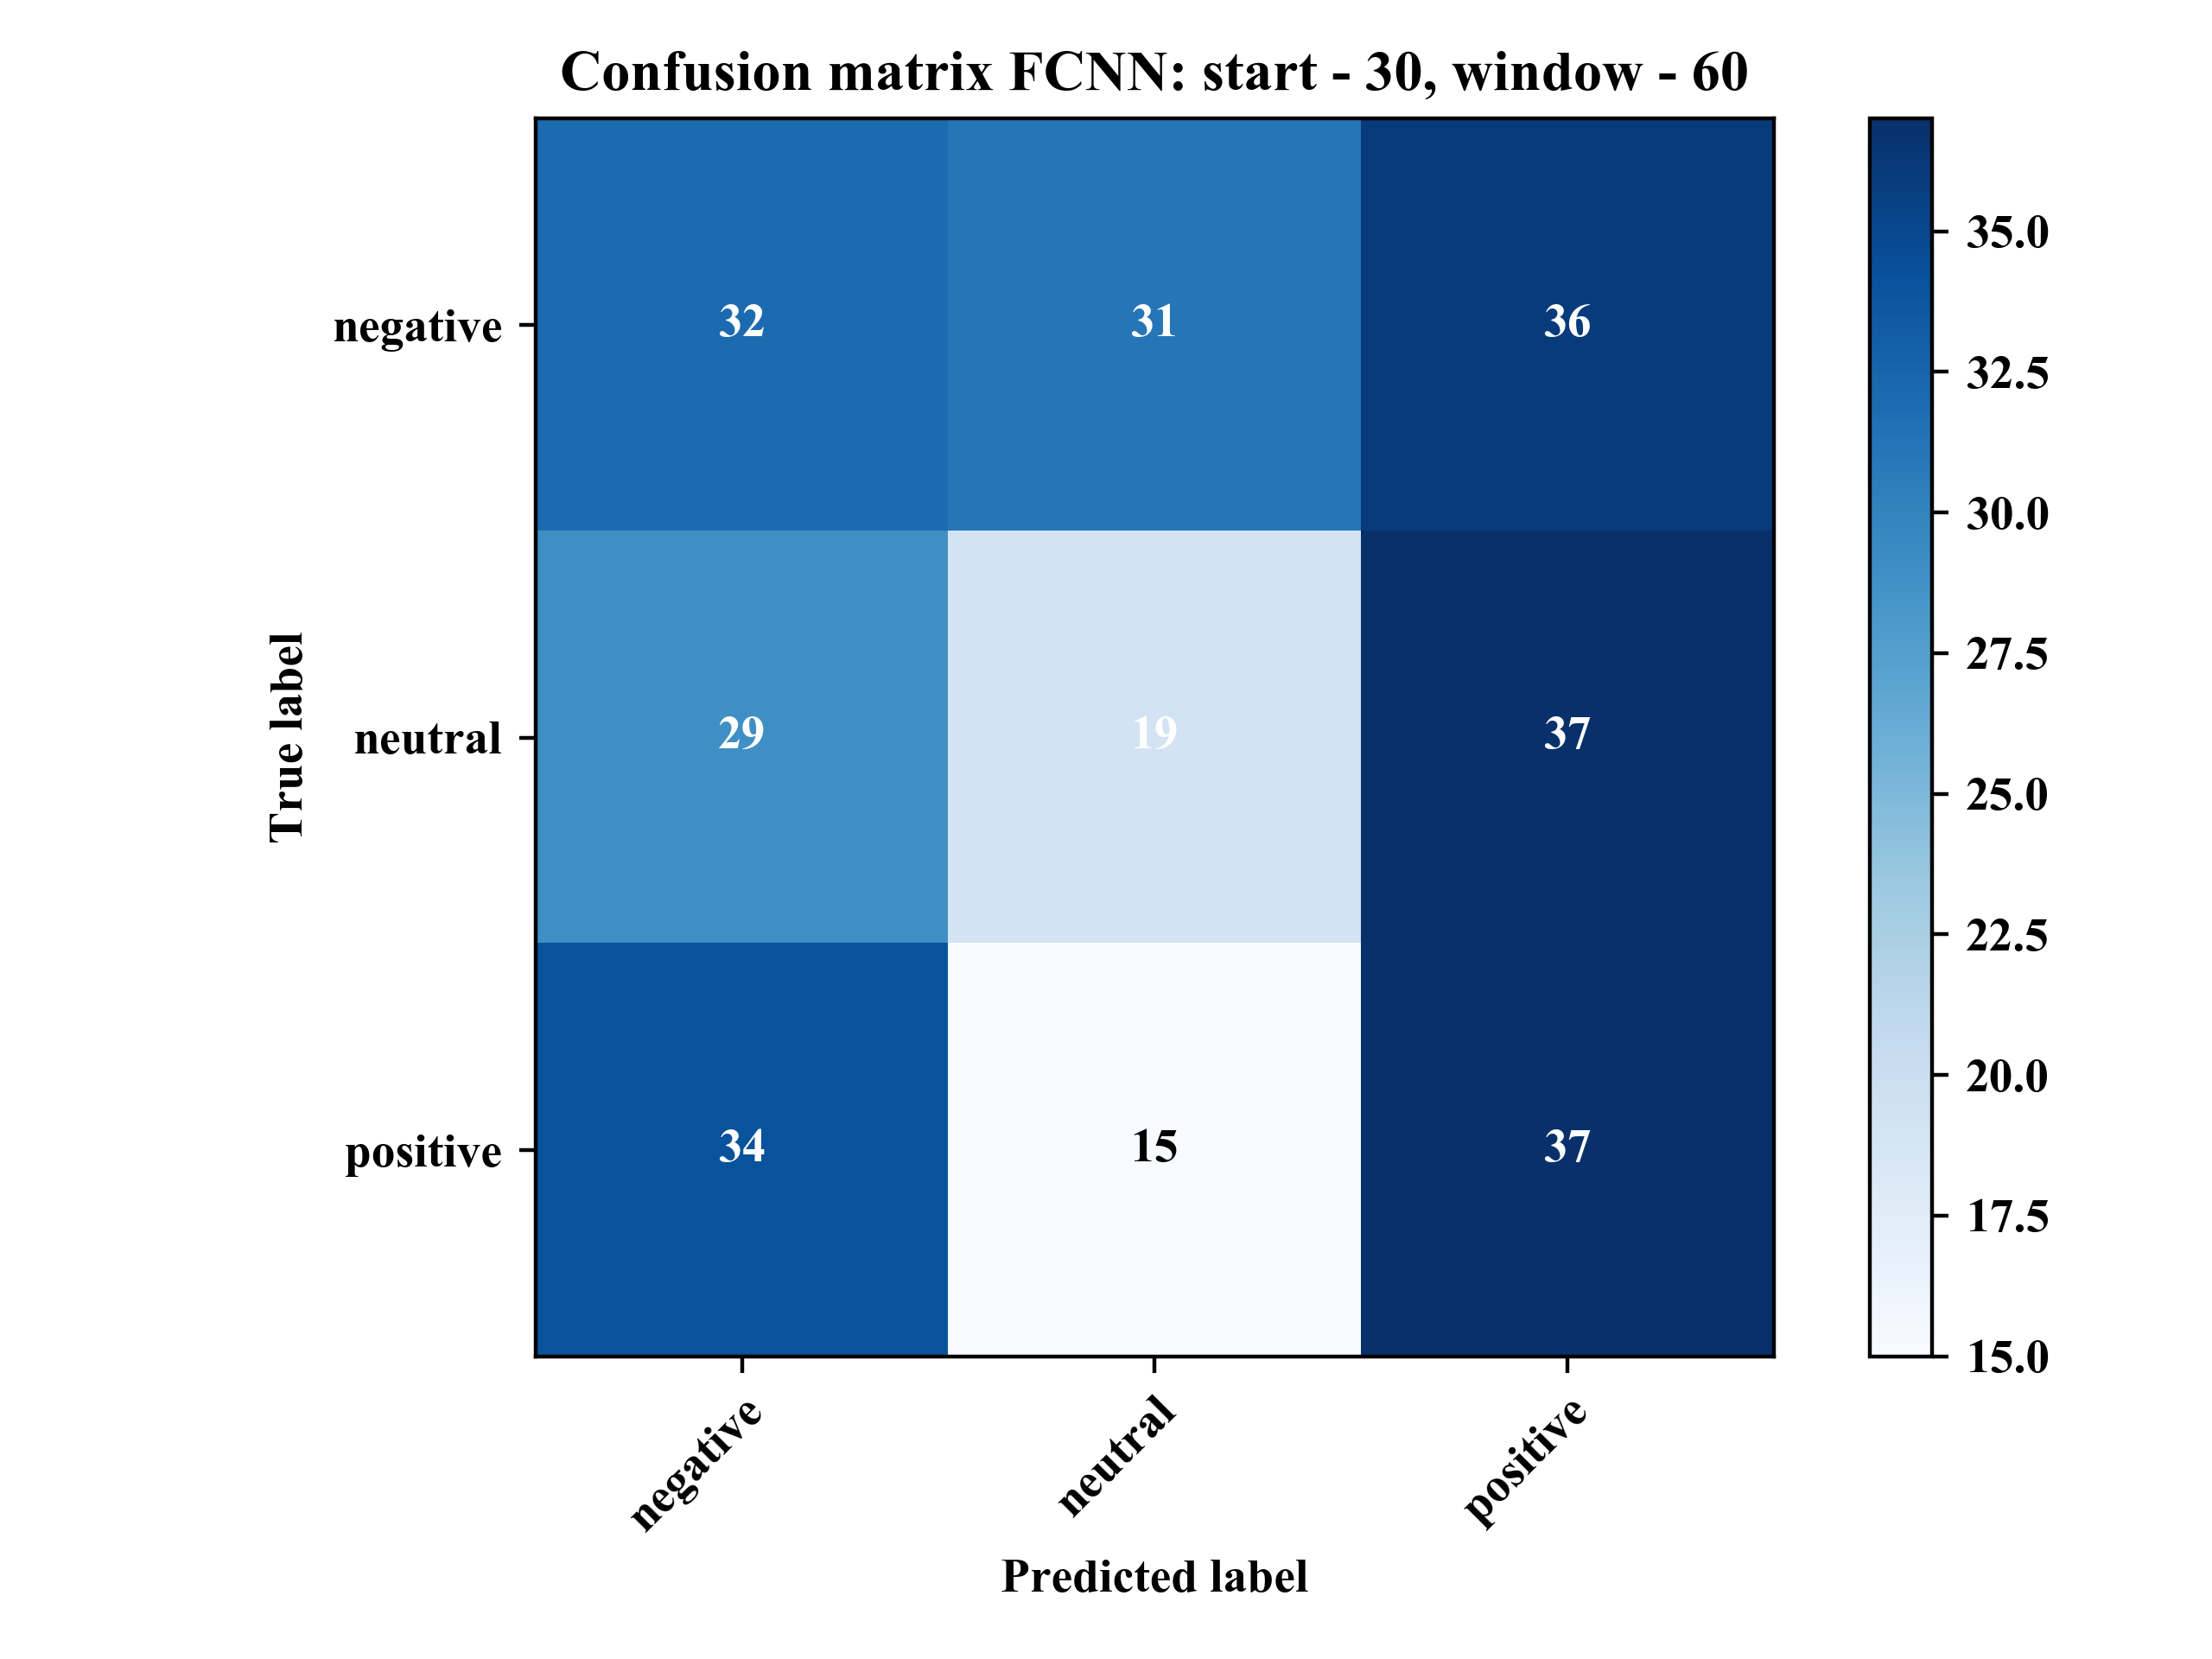 Confusion matrix FCNN: start - 30, window - 60
True label
negative
neutral
positive
32 31 36
29 19 37
34 15 37
negative neutral positive
Predicted label
35.0
32.5
30.0
27.5
25.0
22.5
20.0
17.5
15.0